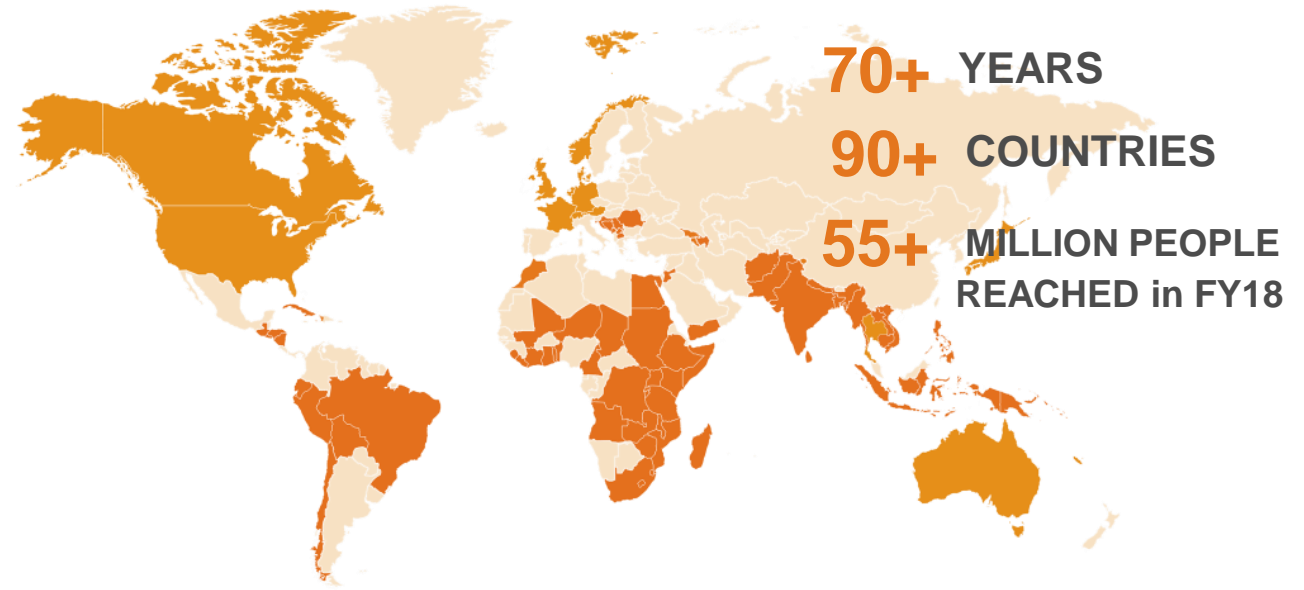 70+ YEARS
90+ COUNTRIES
55+ MILLION PEOPLE
REACHED in FY18